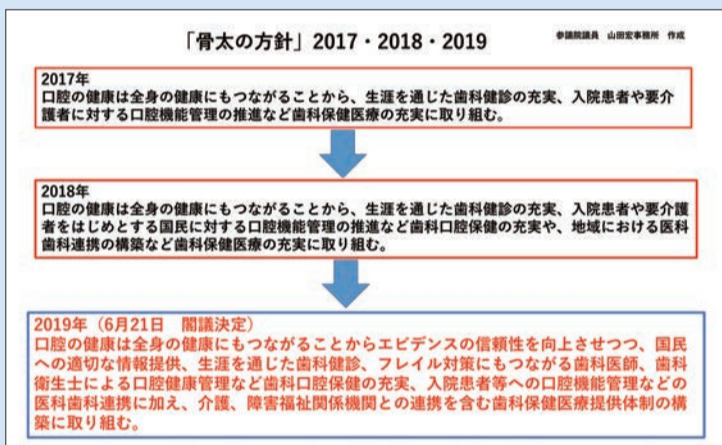 「骨太の方針」2017・2018・2019
参議院議員 山田宏事務所 作成
2017年
口腔の健康は全身の健康にもつながることから、生涯を通じた歯科健診の充実、入院患者や要介
護者に対する口腔機能管理の推進など歯科保健医療の充実に取り組む。
2018年
口腔の健康は全身の健康にもつながることから、生涯を通じた歯科健診の充実、入院患者や要介護
者をはじめとする国民に対する口腔機能管理の推進など歯科口腔保健の充実や、地域における医科
歯科連携の構築など歯科保健医療の充実に取り組む。
2019年（6月21日 閣議決定）
口腔の健康は全身の健康にもつながることからエビデンスの信頼性を向上させつつ、国民
への適切な情報提供、生涯を通じた歯科健診、フレイル対策にもつながる歯科医師、歯科
衛生士による口腔健康管理など歯科口腔保健の充実、入院患者等への口腔機能管理などの
医科歯科連携に加え、介護、障害福祉関係機関との連携を含む歯科保健医療提供体制の構
築に取り組む。